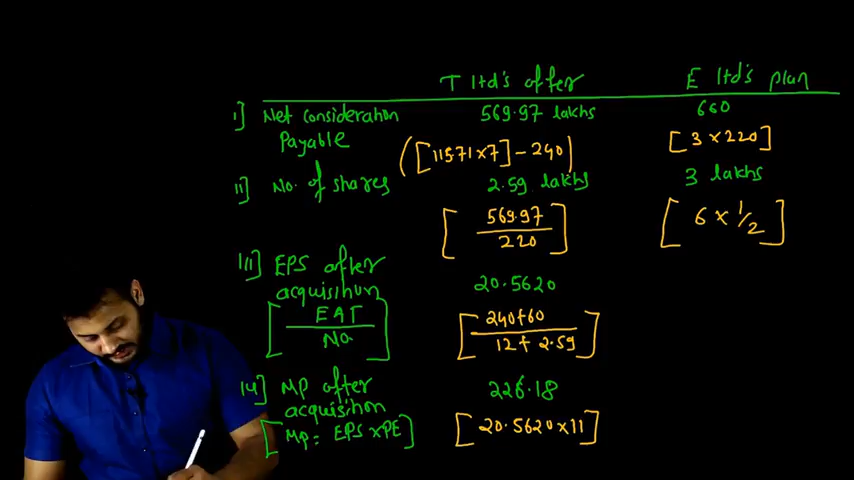 T ltd's offer E ltd's plan
i] Net consideration 569.97 lakhs 660
Payable ([115.71 x 7] - 240) [3 x 220]
ii] No. of shares 2.59 lakhs 3 lakhs
[569.97 / 220] [6 x 1/2]
iii] EPS after
acquisition 20.5620
[EAT / No.] [240+60 / 12 + 2.59]
iv] MP after 226.18
acquisition
[MP = EPS x PE] [20.5620 x 11]